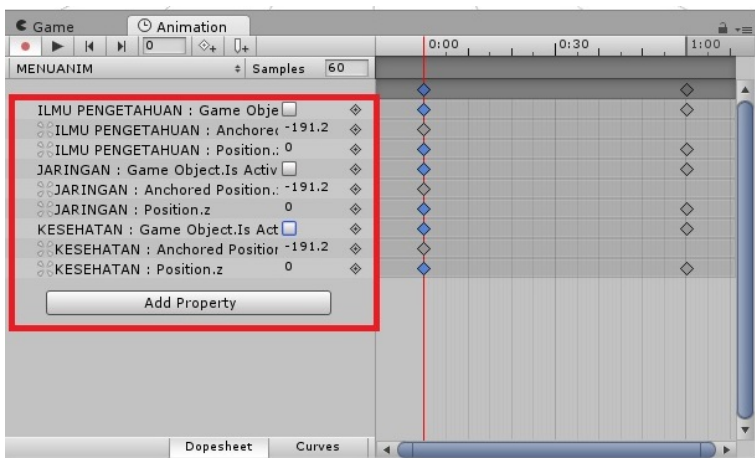 Game Animation
0 0:00 0:30 1:00
MENUANIM Samples 60
ILMU PENGETAHUAN : Game Obje
ILMU PENGETAHUAN : Anchorec -191.2
ILMU PENGETAHUAN : Position.: 0
JARINGAN : Game Object.Is Activ
JARINGAN : Anchored Position.: -191.2
JARINGAN : Position.z 0
KESEHATAN : Game Object.Is Act
KESEHATAN : Anchored Position -191.2
KESEHATAN : Position.z 0
Add Property
Dopesheet Curves